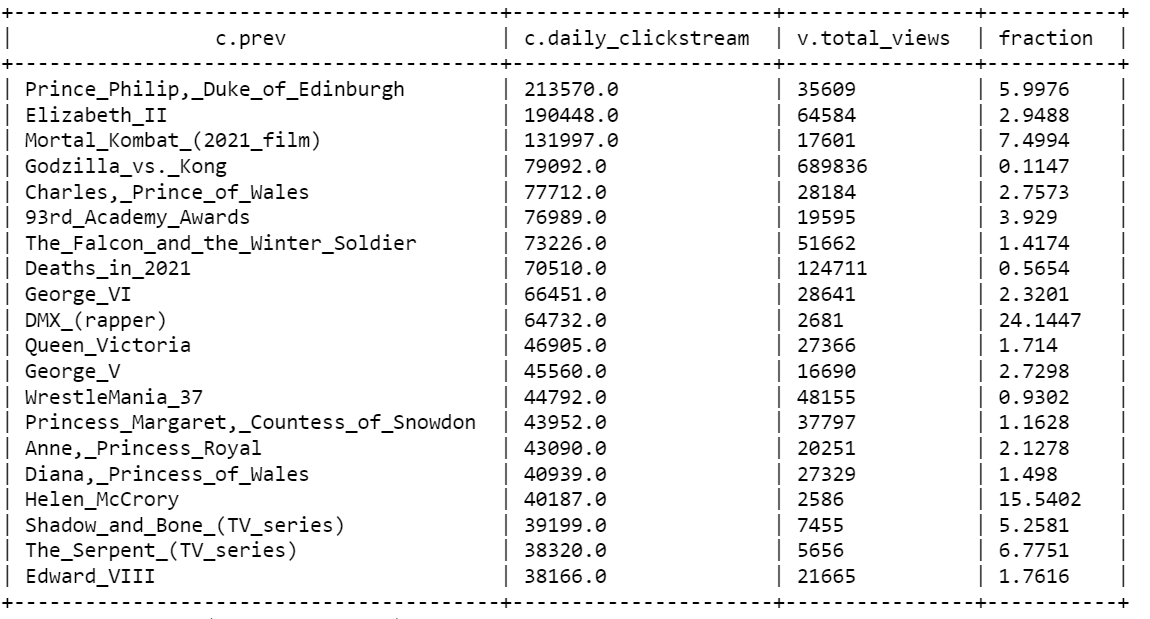 +------------------------------------------+-----------------------+----------------+-----------+
|                  c.prev                  | c.daily_clickstream   | v.total_views  | fraction  |
+------------------------------------------+-----------------------+----------------+-----------+
| Prince_Philip,_Duke_of_Edinburgh         | 213570.0              | 35609          | 5.9976    |
| Elizabeth_II                             | 190448.0              | 64584          | 2.9488    |
| Mortal_Kombat_(2021_film)                | 131997.0              | 17601          | 7.4994    |
| Godzilla_vs._Kong                        | 79092.0               | 689836         | 0.1147    |
| Charles,_Prince_of_Wales                 | 77712.0               | 28184          | 2.7573    |
| 93rd_Academy_Awards                      | 76989.0               | 19595          | 3.929     |
| The_Falcon_and_the_Winter_Soldier        | 73226.0               | 51662          | 1.4174    |
| Deaths_in_2021                           | 70510.0               | 124711         | 0.5654    |
| George_VI                                | 66451.0               | 28641          | 2.3201    |
| DMX_(rapper)                             | 64732.0               | 2681           | 24.1447   |
| Queen_Victoria                           | 46905.0               | 27366          | 1.714     |
| George_V                                 | 45560.0               | 16690          | 2.7298    |
| WrestleMania_37                          | 44792.0               | 48155          | 0.9302    |
| Princess_Margaret,_Countess_of_Snowdon   | 43952.0               | 37797          | 1.1628    |
| Anne,_Princess_Royal                     | 43090.0               | 20251          | 2.1278    |
| Diana,_Princess_of_Wales                 | 40939.0               | 27329          | 1.498     |
| Helen_McCrory                            | 40187.0               | 2586           | 15.5402   |
| Shadow_and_Bone_(TV_series)              | 39199.0               | 7455           | 5.2581    |
| The_Serpent_(TV_series)                  | 38320.0               | 5656           | 6.7751    |
| Edward_VIII                              | 38166.0               | 21665          | 1.7616    |
+------------------------------------------+-----------------------+----------------+-----------+